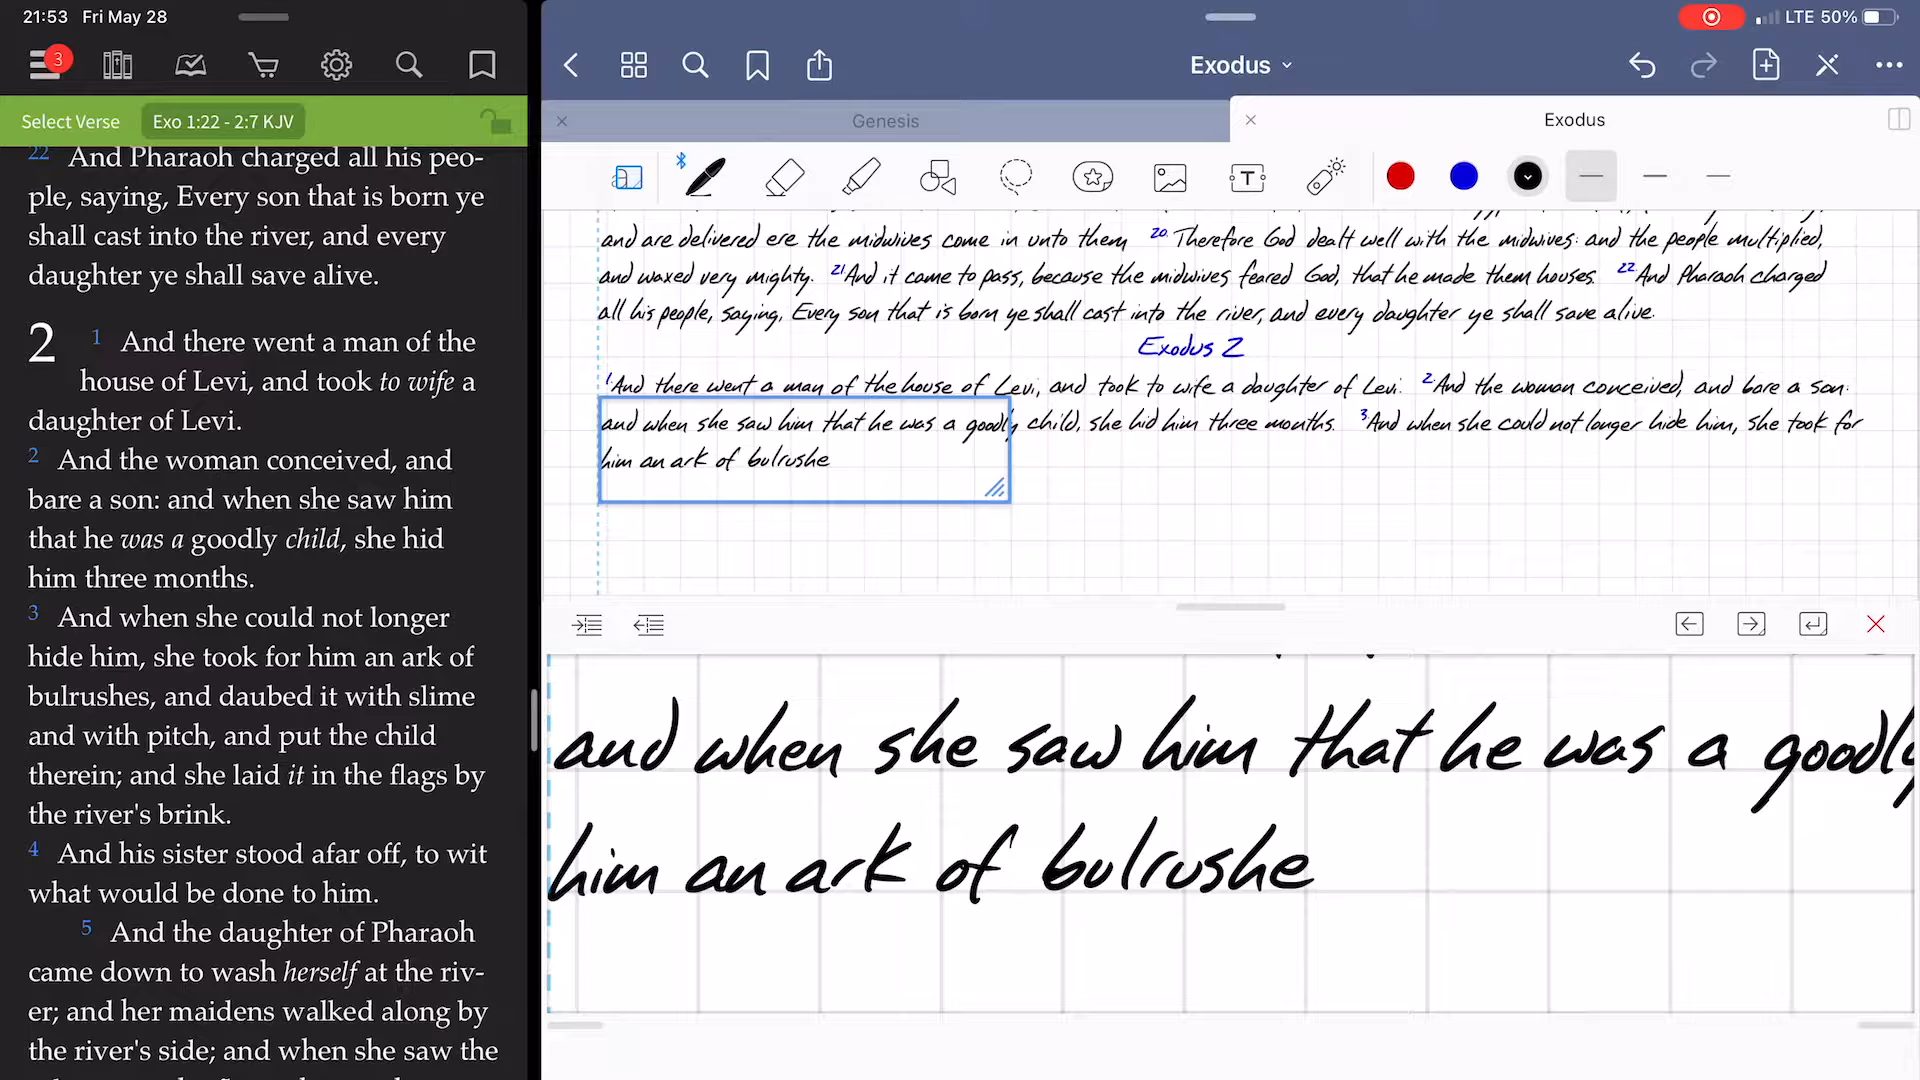 21:53 Fri May 28
3
Select Verse Exo 1:22 - 2:7 KJV
22 And Pharaoh charged all his peo-
ple, saying, Every son that is born ye
shall cast into the river, and every
daughter ye shall save alive.
2 1 And there went a man of the
house of Levi, and took to wife a
daughter of Levi.
2 And the woman conceived, and
bare a son: and when she saw him
that he was a goodly child, she hid
him three months.
3 And when she could not longer
hide him, she took for him an ark of
bulrushes, and daubed it with slime
and with pitch, and put the child
therein; and she laid it in the flags by
the river's brink.
4 And his sister stood afar off, to wit
what would be done to him.
5 And the daughter of Pharaoh
came down to wash herself at the riv-
er; and her maidens walked along by
the river's side; and when she saw the
LTE 50%
Exodus
Genesis
Exodus
T
and are delivered ere the midwives come in unto them 20 Therefore God dealt well with the midwives: and the people multiplied,
and waxed very mighty. 21 And it came to pass, because the midwives feared God, that he made them houses. 22 And Pharaoh charged
all his people, saying, Every son that is born ye shall cast into the river, and every daughter ye shall save alive.
Exodus 2
1 And there went a man of the house of Levi, and took to wife a daughter of Levi. 2 And the woman conceived, and bare a son:
and when she saw him that he was a goodly child, she hid him three months. 3 And when she could not longer hide him, she took for
him an ark of bulrushe
and when she saw him that he was a goodly
him an ark of bulrushe